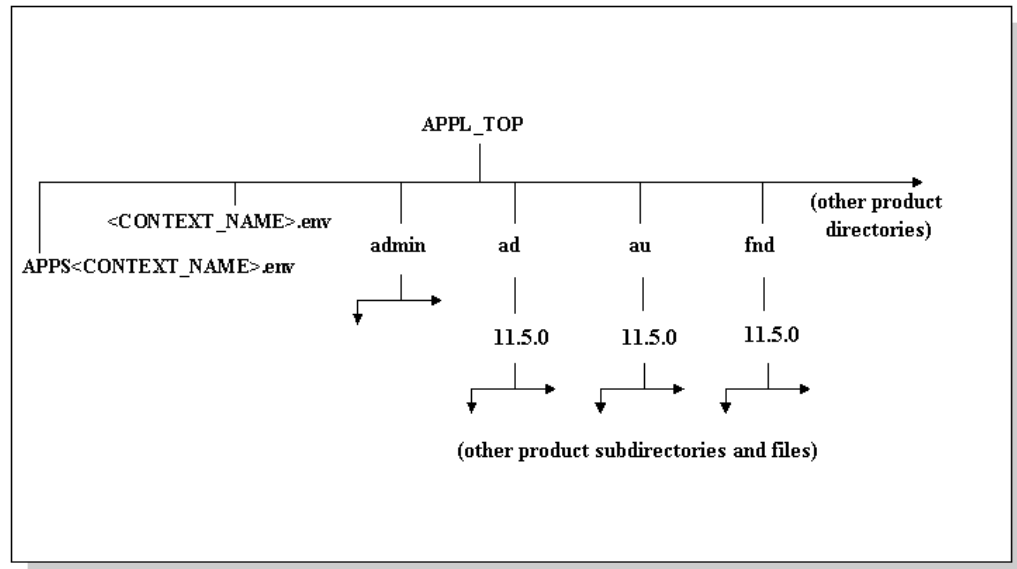 APPL_TOP
(other product
directories)
<CONTEXT_NAME>.env
APPS<CONTEXT_NAME>.env
admin
ad
au
fnd
11.5.0
11.5.0
11.5.0
(other product subdirectories and files)